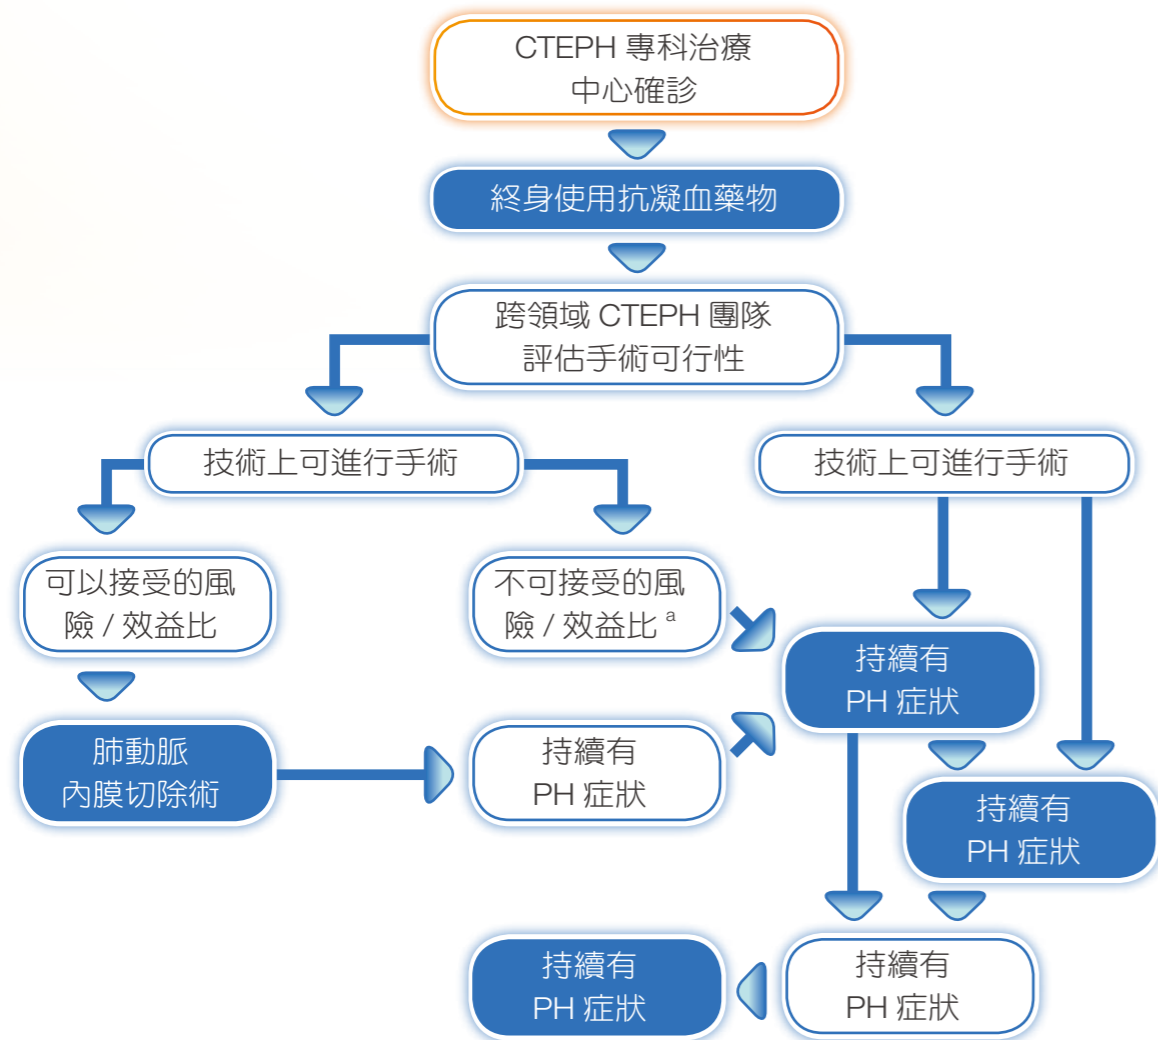 CTEPH 專科治療
中心確診
終身使用抗凝血藥物
跨領域 CTEPH 團隊
評估手術可行性
技術上可進行手術
技術上可進行手術
可以接受的風
險 / 效益比
不可接受的風
險 / 效益比 a
持續有
PH 症狀
肺動脈
內膜切除術
持續有
PH 症狀
持續有
PH 症狀
持續有
PH 症狀
持續有
PH 症狀